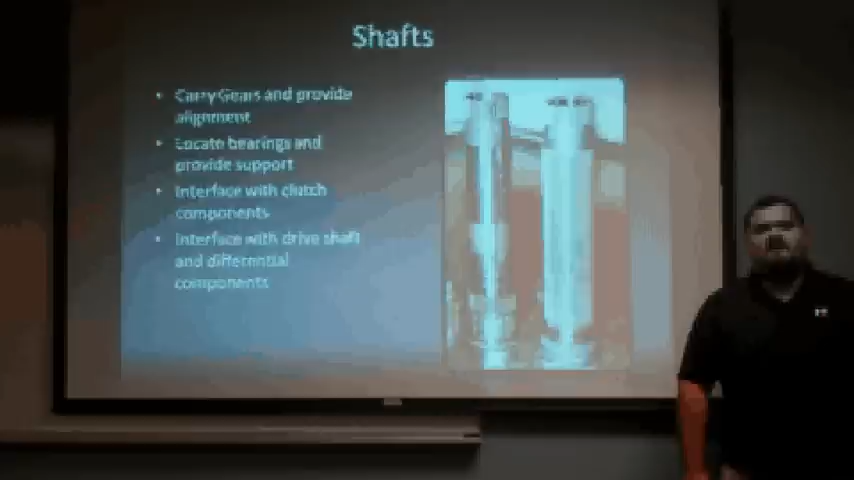 Shafts
• Carry Gears and provide
alignment
• Locate bearings and
provide support
• Interface with clutch
components
• Interface with drive shaft
and differential
components